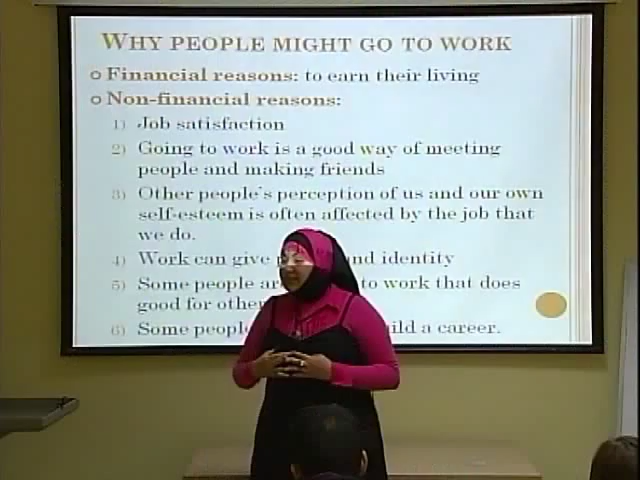 WHY PEOPLE MIGHT GO TO WORK
Financial reasons: to earn their living
Non-financial reasons:
1) Job satisfaction
2) Going to work is a good way of meeting
people and making friends
3) Other people's perception of us and our own
self-esteem is often affected by the job that
we do.
4) Work can give and identity
5) Some people to work that does
good for
6) Some people a career.